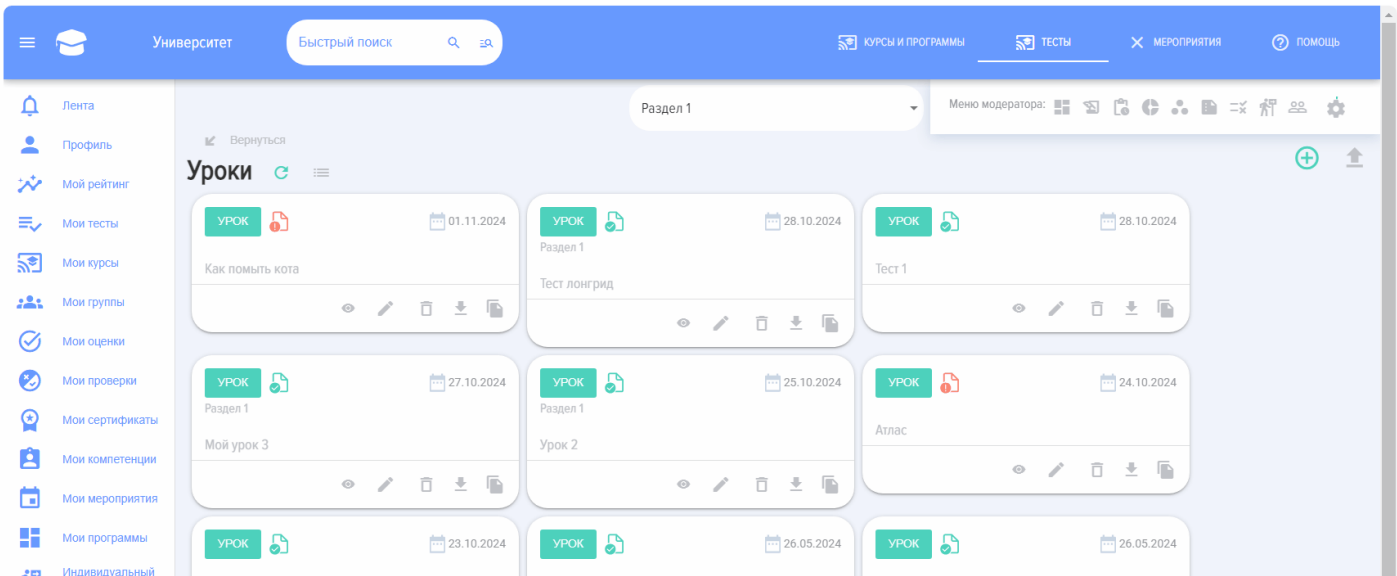 Университет
Быстрый поиск
КУРСЫ И ПРОГРАММЫ
ТЕСТЫ
МЕРОПРИЯТИЯ
ПОМОЩЬ
Лента
Профиль
Мой рейтинг
Мои тесты
Мои курсы
Мои группы
Мои оценки
Мои проверки
Мои сертификаты
Мои компетенции
Мои мероприятия
Мои программы
Индивидуальный
Раздел 1
Меню модератора:
Вернуться
Уроки
УРОК
01.11.2024
Как помыть кота
УРОК
28.10.2024
Раздел 1
Тест лонгрид
УРОК
28.10.2024
Тест 1
УРОК
27.10.2024
Раздел 1
Мой урок 3
УРОК
25.10.2024
Раздел 1
Урок 2
УРОК
24.10.2024
Атлас
УРОК
23.10.2024
УРОК
26.05.2024
УРОК
26.05.2024